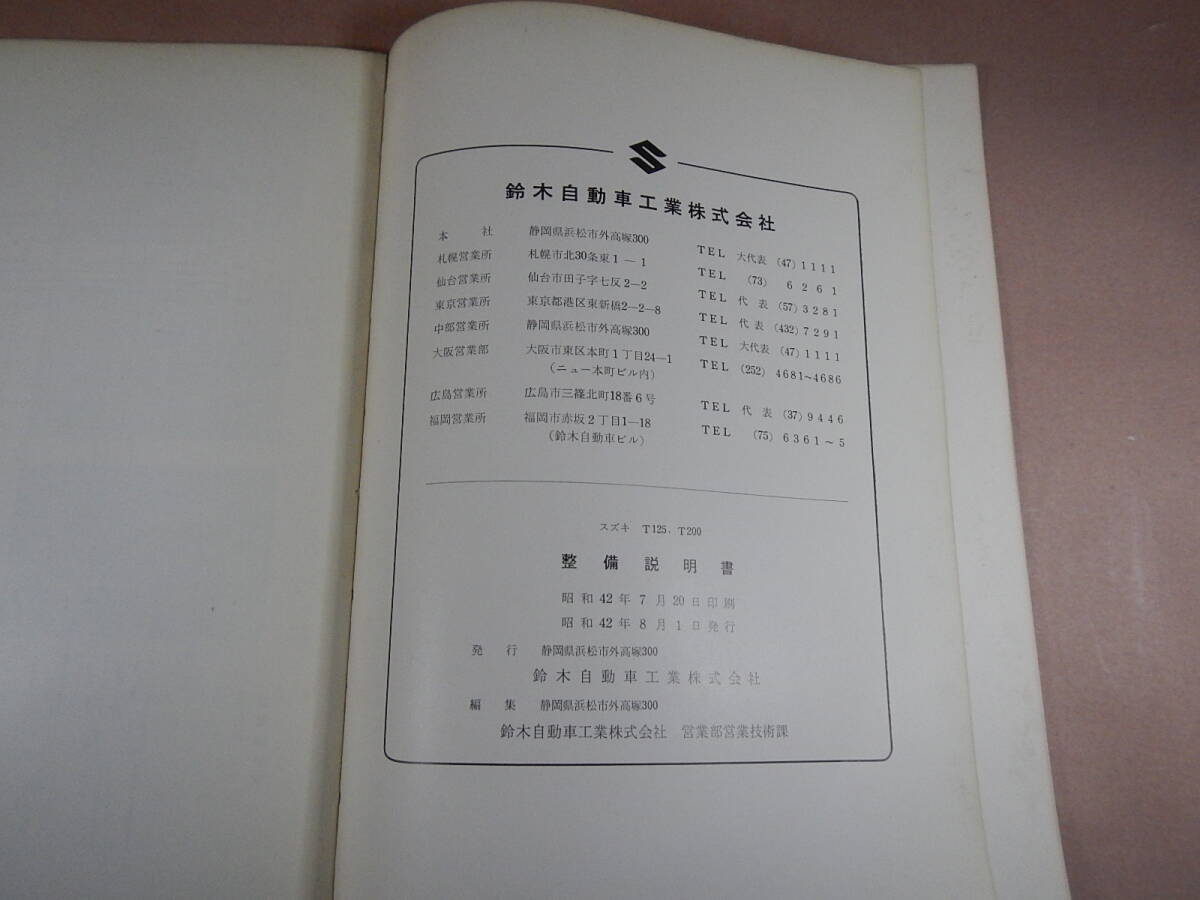 鈴木自動車工業株式会社
本社 静岡県浜松市外高塚300 TEL 大代表 (47) 1111
札幌営業所 札幌市北30条東1―1 TEL (73) 6261
仙台営業所 仙台市田子字七反2―2 TEL 代表 (57) 3281
東京営業所 東京都港区東新橋2―2―8 TEL 代表 (432) 7291
中部営業所 静岡県浜松市外高塚300 TEL 大代表 (47) 1111
大阪営業部 大阪市東区本町1丁目24―1 TEL (252) 4681~4686
(ニュー本町ビル内)
広島営業所 広島市三篠北町18番6号 TEL 代表 (37) 9446
福岡営業所 福岡市赤坂2丁目1―18 TEL (75) 6361~5
(鈴木自動車ビル)
スズキ T125, T200
整備説明書
昭和42年7月20日印刷
昭和42年8月1日発行
発行 静岡県浜松市外高塚300
鈴木自動車工業株式会社
編集 静岡県浜松市外高塚300
鈴木自動車工業株式会社 営業部営業技術課